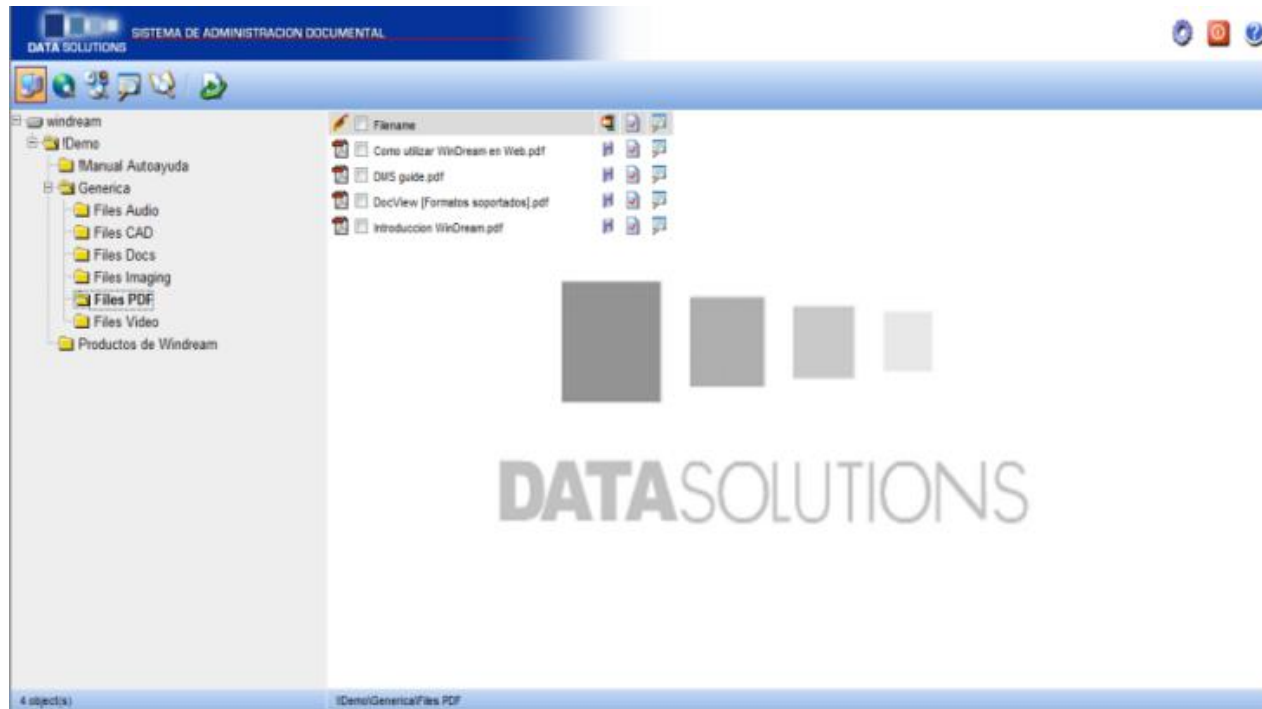 DATA SOLUTIONS
SISTEMA DE ADMINISTRACION DOCUMENTAL
windream
!Demo
!Manual Autoayuda
Generica
Files Audio
Files CAD
Files Docs
Files Imaging
Files PDF
Files Video
Productos de Windream
Filename
Como utilizar WinDream en Web.pdf
DMS guide.pdf
DocView [Formatos soportados].pdf
Introduccion WinDream.pdf
DATASOLUTIONS
4 object(s)
!Demo\Generica\Files PDF